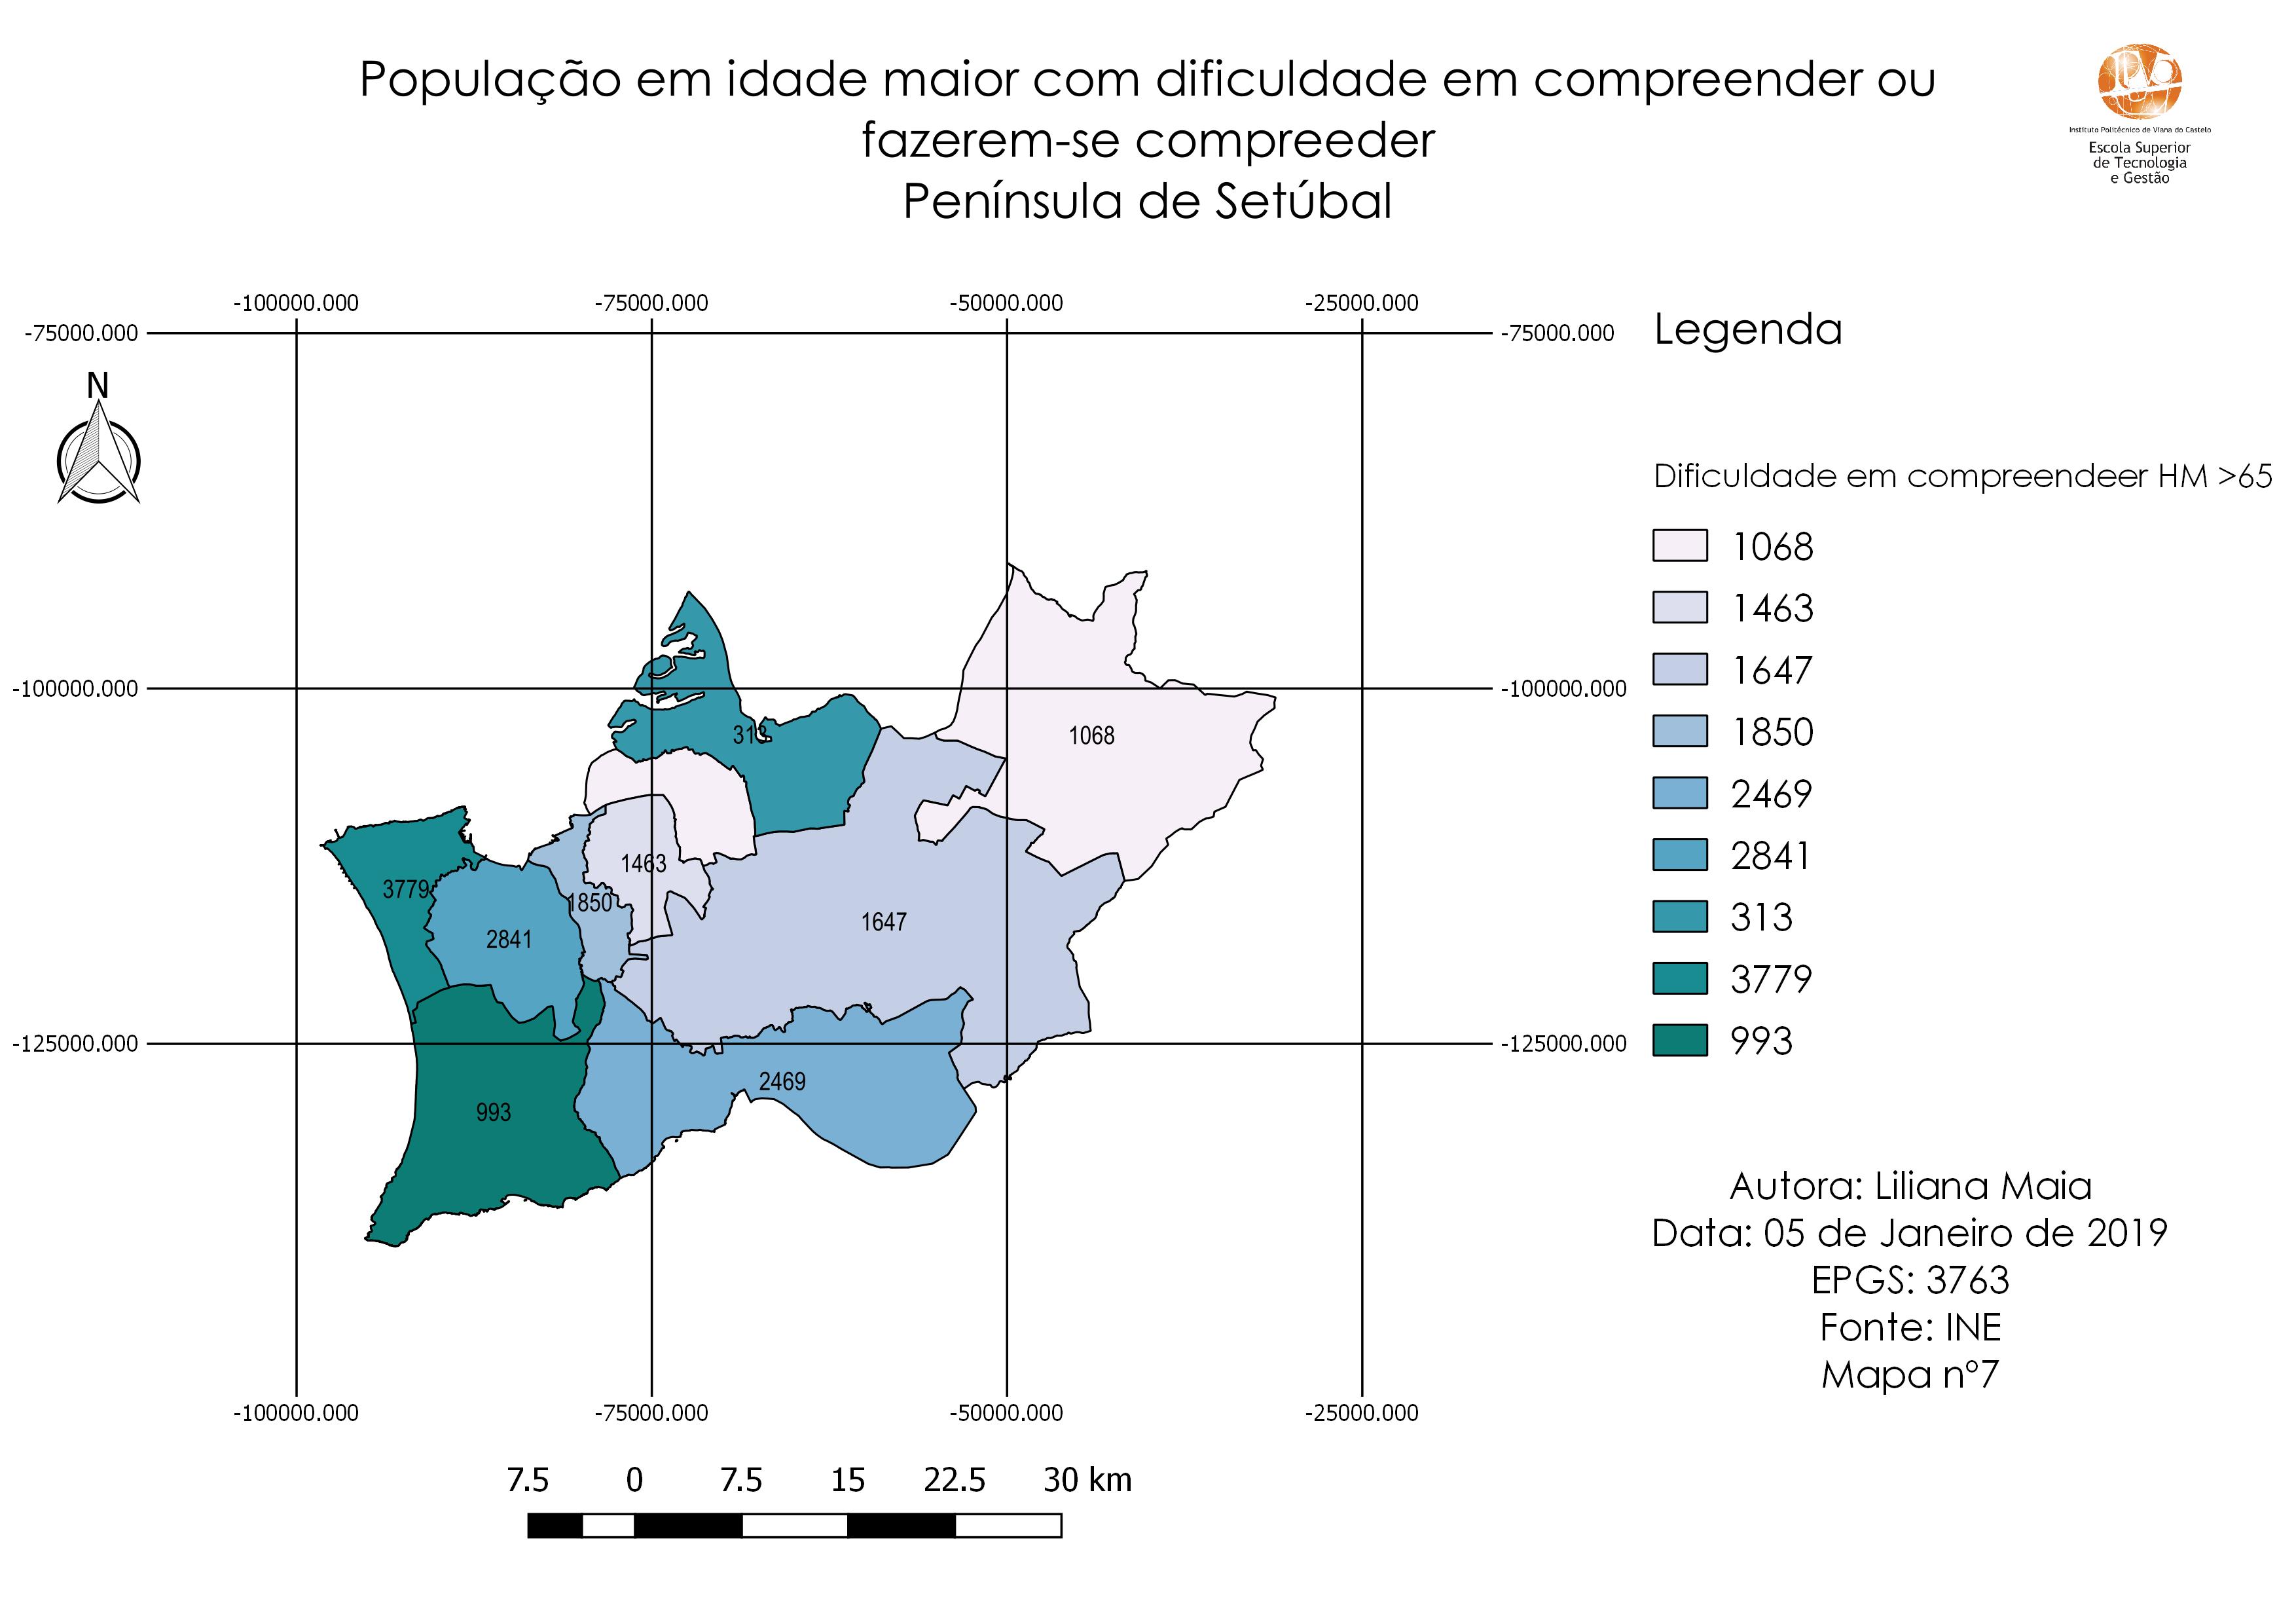 População em idade maior com dificuldade em compreender ou
fazerem-se compreeder
Península de Setúbal
Instituto Politécnico de Viana do Castelo
Escola Superior
de Tecnologia
e Gestão
-100000.000 -75000.000 -50000.000 -25000.000
-75000.000 -75000.000
N
-100000.000 -100000.000
313
1068
1463
3779
1850
1647
2841
-125000.000 -125000.000
2469
993
-100000.000 -75000.000 -50000.000 -25000.000
7.5 0 7.5 15 22.5 30 km
Legenda
Dificuldade em compreendeer HM >65
1068
1463
1647
1850
2469
2841
313
3779
993
Autora: Liliana Maia
Data: 05 de Janeiro de 2019
EPGS: 3763
Fonte: INE
Mapa nº7